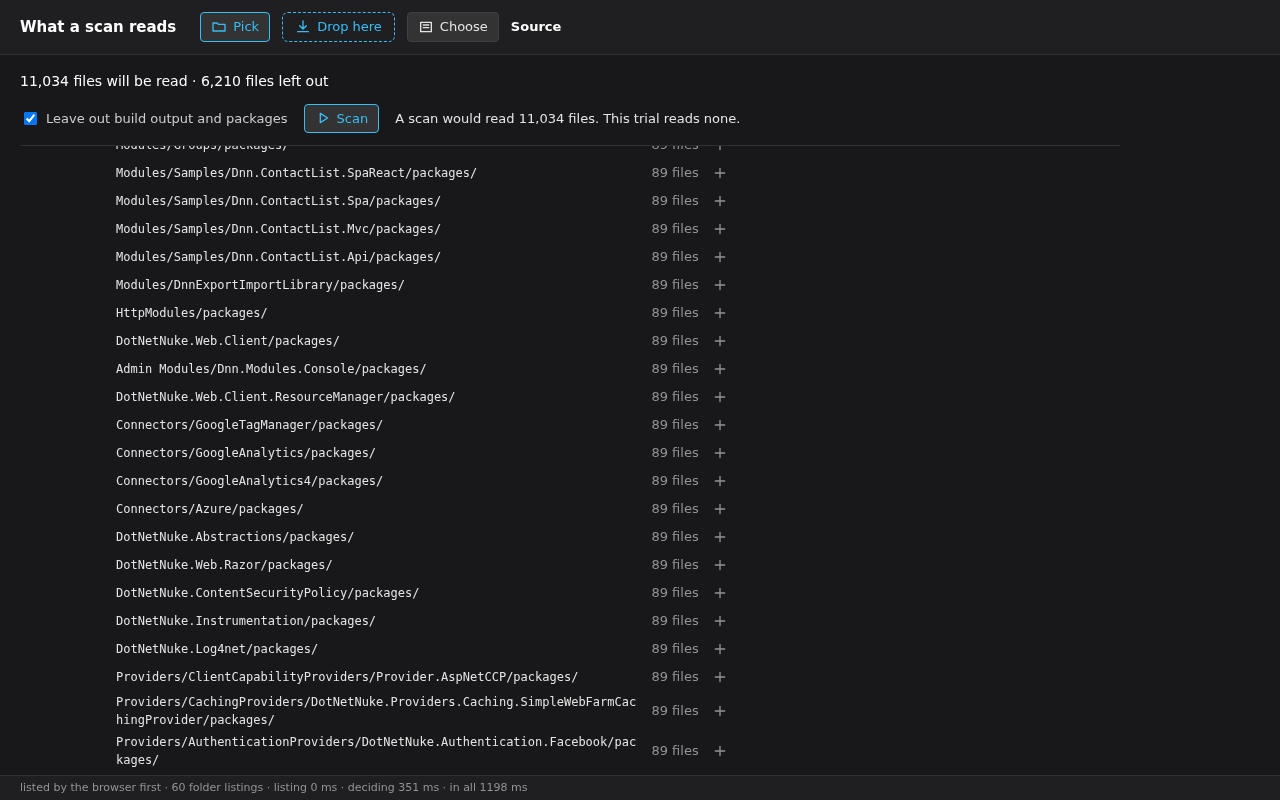 What a scan reads Pick Drop here Choose Source
11,034 files will be read · 6,210 files left out
Leave out build output and packages Scan A scan would read 11,034 files. This trial reads none.
Modules/Groups/packages/ 89 files
Modules/Samples/Dnn.ContactList.SpaReact/packages/ 89 files
Modules/Samples/Dnn.ContactList.Spa/packages/ 89 files
Modules/Samples/Dnn.ContactList.Mvc/packages/ 89 files
Modules/Samples/Dnn.ContactList.Api/packages/ 89 files
Modules/DnnExportImportLibrary/packages/ 89 files
HttpModules/packages/ 89 files
DotNetNuke.Web.Client/packages/ 89 files
Admin Modules/Dnn.Modules.Console/packages/ 89 files
DotNetNuke.Web.Client.ResourceManager/packages/ 89 files
Connectors/GoogleTagManager/packages/ 89 files
Connectors/GoogleAnalytics/packages/ 89 files
Connectors/GoogleAnalytics4/packages/ 89 files
Connectors/Azure/packages/ 89 files
DotNetNuke.Abstractions/packages/ 89 files
DotNetNuke.Web.Razor/packages/ 89 files
DotNetNuke.ContentSecurityPolicy/packages/ 89 files
DotNetNuke.Instrumentation/packages/ 89 files
DotNetNuke.Log4net/packages/ 89 files
Providers/ClientCapabilityProviders/Provider.AspNetCCP/packages/ 89 files
Providers/CachingProviders/DotNetNuke.Providers.Caching.SimpleWebFarmCac
hingProvider/packages/ 89 files
Providers/AuthenticationProviders/DotNetNuke.Authentication.Facebook/pac
kages/ 89 files
listed by the browser first · 60 folder listings · listing 0 ms · deciding 351 ms · in all 1198 ms